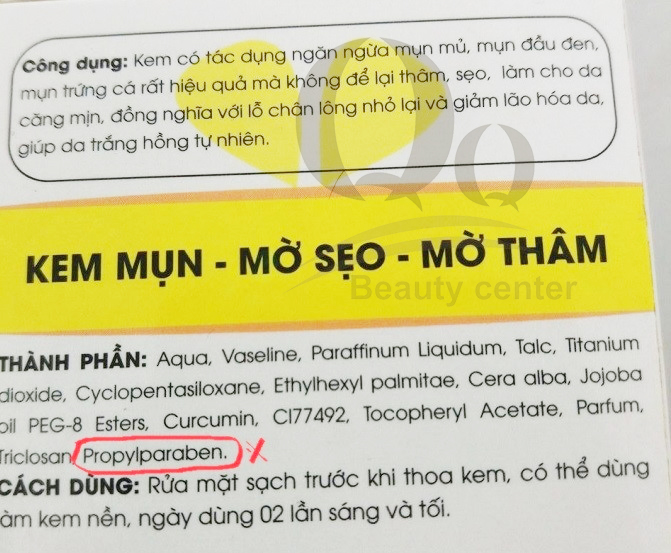 Công dụng: Kem có tác dụng ngăn ngừa mụn mủ, mụn đầu đen,
mụn trứng cá rất hiệu quả mà không để lại thâm, sẹo, làm cho da
căng mịn, đồng nghĩa với lỗ chân lông nhỏ lại và giảm lão hóa da,
giúp da trắng hồng tự nhiên.
QQ
KEM MỤN - MỜ SẸO - MỜ THÂM
Beauty center
THÀNH PHẦN: Aqua, Vaseline, Paraffinum Liquidum, Talc, Titanium
dioxide, Cyclopentasiloxane, Ethylhexyl palmitae, Cera alba, Jojoba
oil PEG-8 Esters, Curcumin, CI77492, Tocopheryl Acetate, Parfum,
Triclosan, Propylparaben. X
CÁCH DÙNG: Rửa mặt sạch trước khi thoa kem, có thể dùng
làm kem nền, ngày dùng 02 lần sáng và tối.